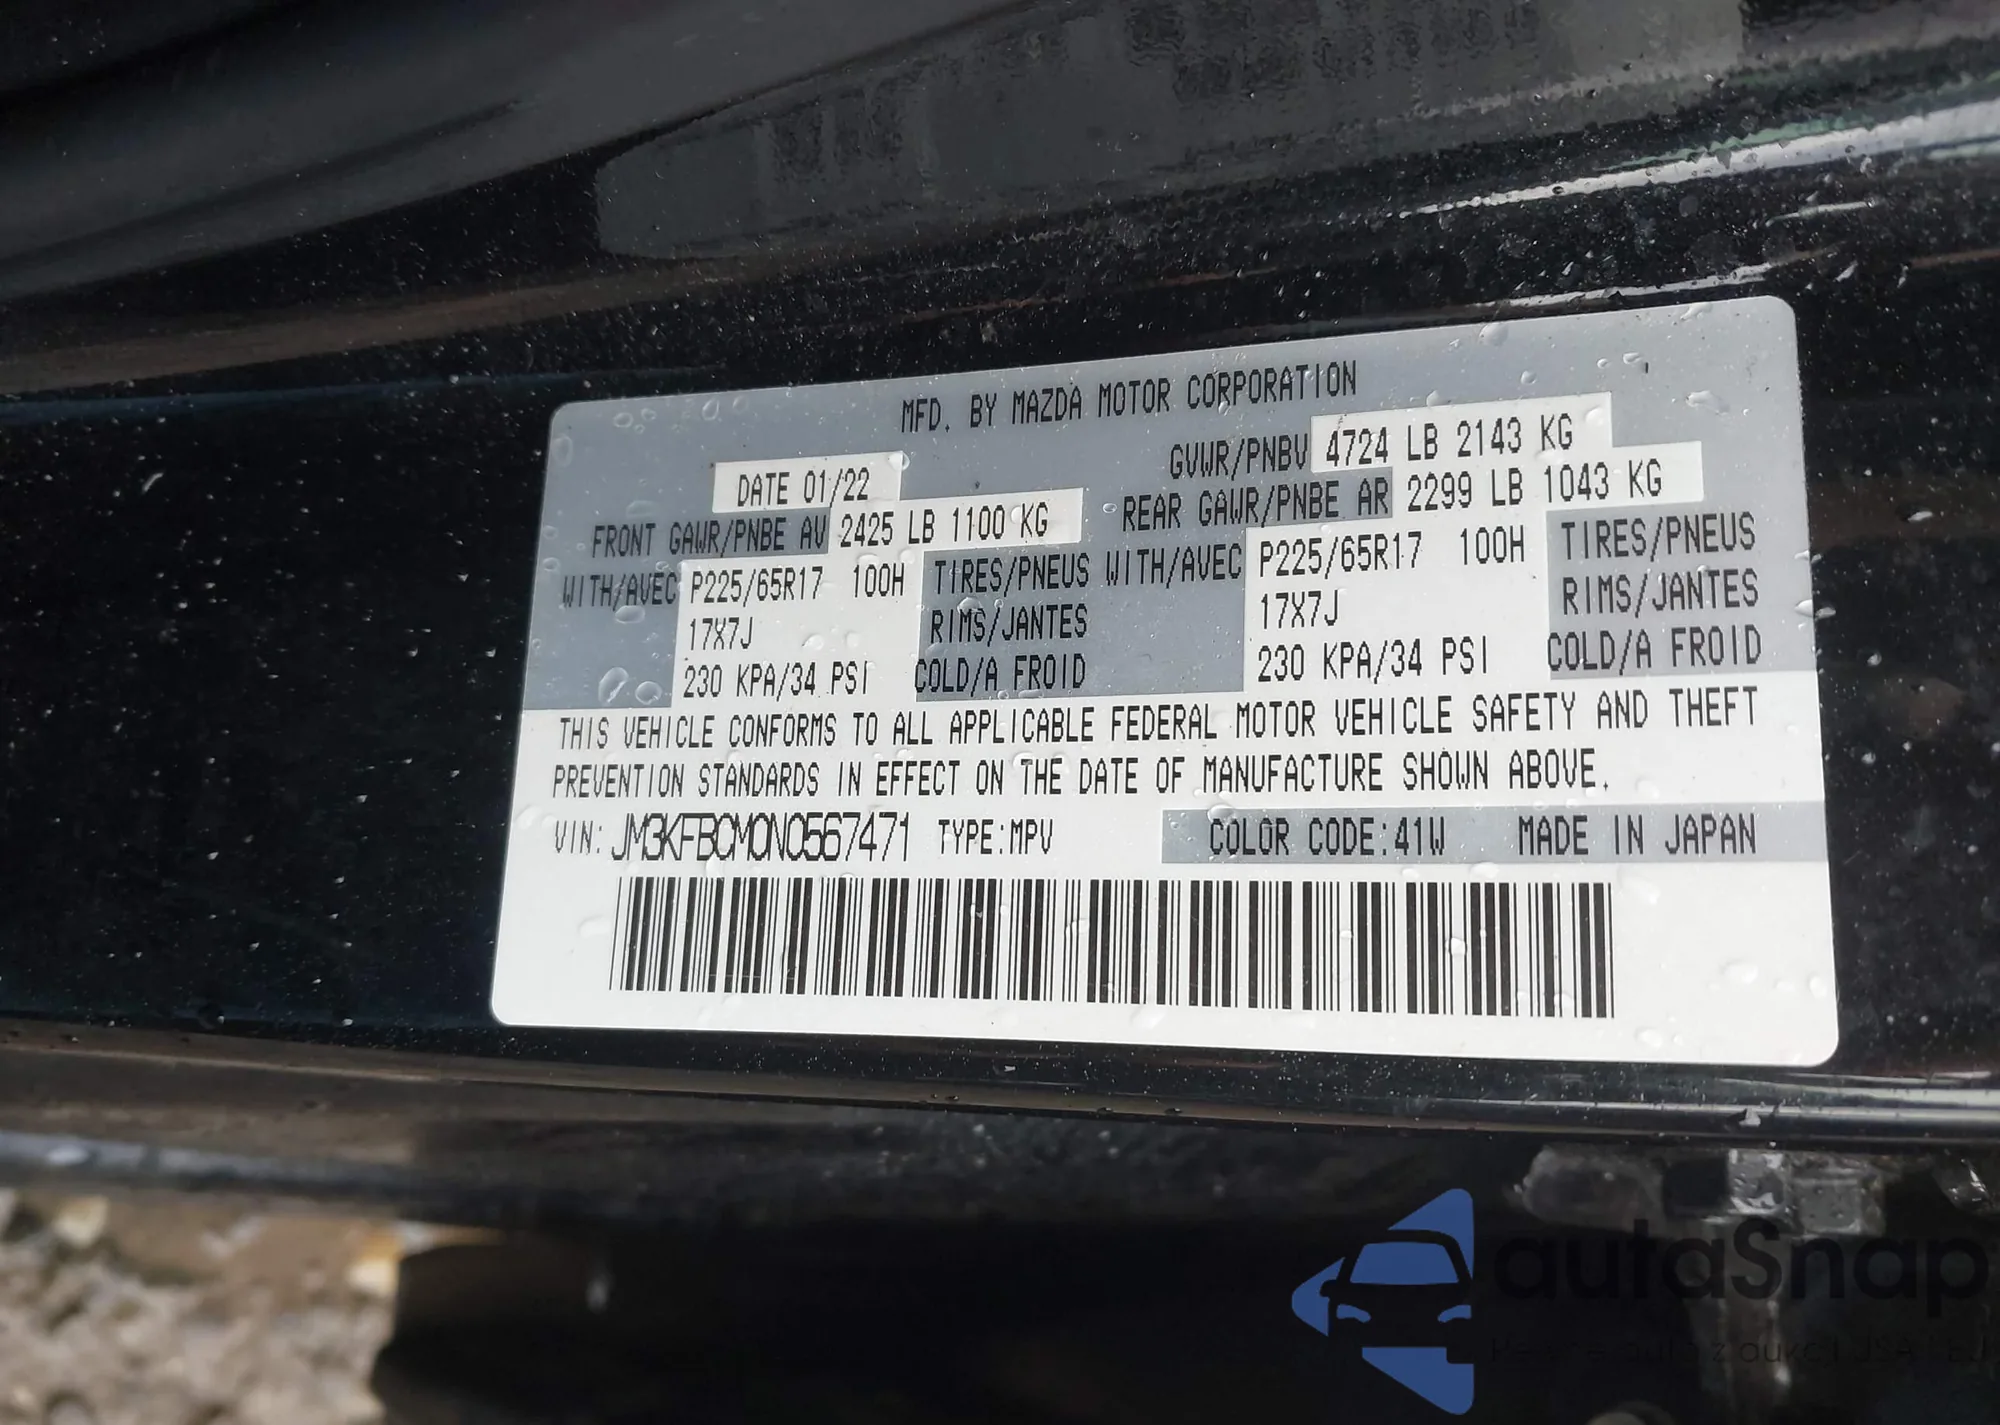 MFD. BY MAZDA MOTOR CORPORATION
DATE 01/22
GVWR/PNBV 4724 LB 2143 KG
FRONT GAWR/PNBE AV 2425 LB 1100 KG
REAR GAWR/PNBE AR 2299 LB 1043 KG
WITH/AVEC P225/65R17 100H TIRES/PNEUS WITH/AVEC P225/65R17 100H TIRES/PNEUS
17X7J RIMS/JANTES 17X7J RIMS/JANTES
230 KPA/34 PSI COLD/A FROID 230 KPA/34 PSI COLD/A FROID
THIS VEHICLE CONFORMS TO ALL APPLICABLE FEDERAL MOTOR VEHICLE SAFETY AND THEFT
PREVENTION STANDARDS IN EFFECT ON THE DATE OF MANUFACTURE SHOWN ABOVE.
VIN: JM3KFBCM0N0567471 TYPE:MPV COLOR CODE:41W MADE IN JAPAN
autaSnap